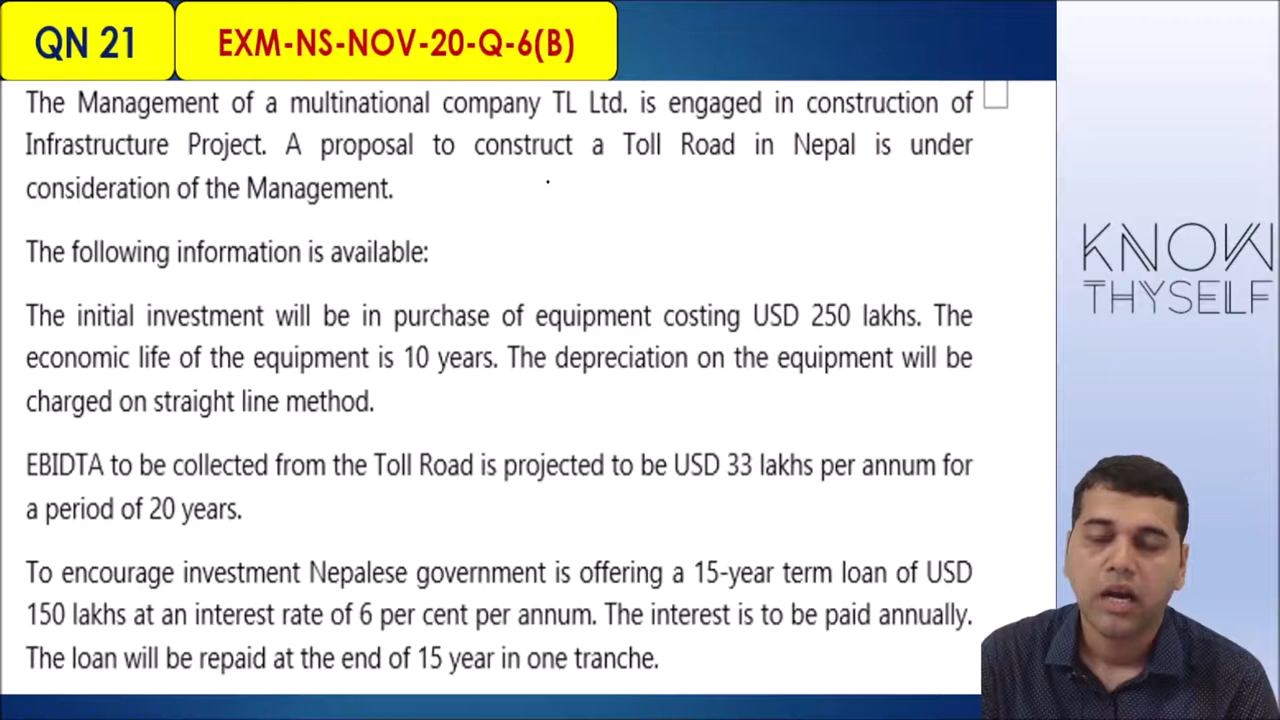 QN 21
EXM-NS-NOV-20-Q-6(B)
The Management of a multinational company TL Ltd. is engaged in construction of
Infrastructure Project. A proposal to construct a Toll Road in Nepal is under
consideration of the Management.
The following information is available:
The initial investment will be in purchase of equipment costing USD 250 lakhs. The
economic life of the equipment is 10 years. The depreciation on the equipment will be
charged on straight line method.
EBIDTA to be collected from the Toll Road is projected to be USD 33 lakhs per annum for
a period of 20 years.
To encourage investment Nepalese government is offering a 15-year term loan of USD
150 lakhs at an interest rate of 6 per cent per annum. The interest is to be paid annually.
The loan will be repaid at the end of 15 year in one tranche.
KNOW
THYSELF